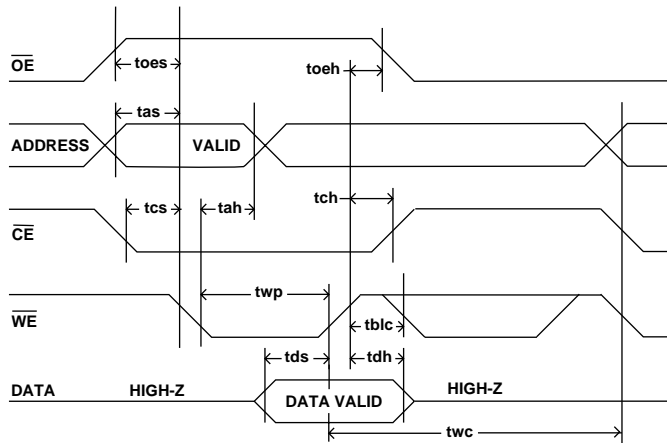 OE
toes
toeh
tas
ADDRESS
VALID
tcs
tah
tch
CE
twp
WE
tblc
tds
tdh
DATA
HIGH-Z
DATA VALID
HIGH-Z
twc